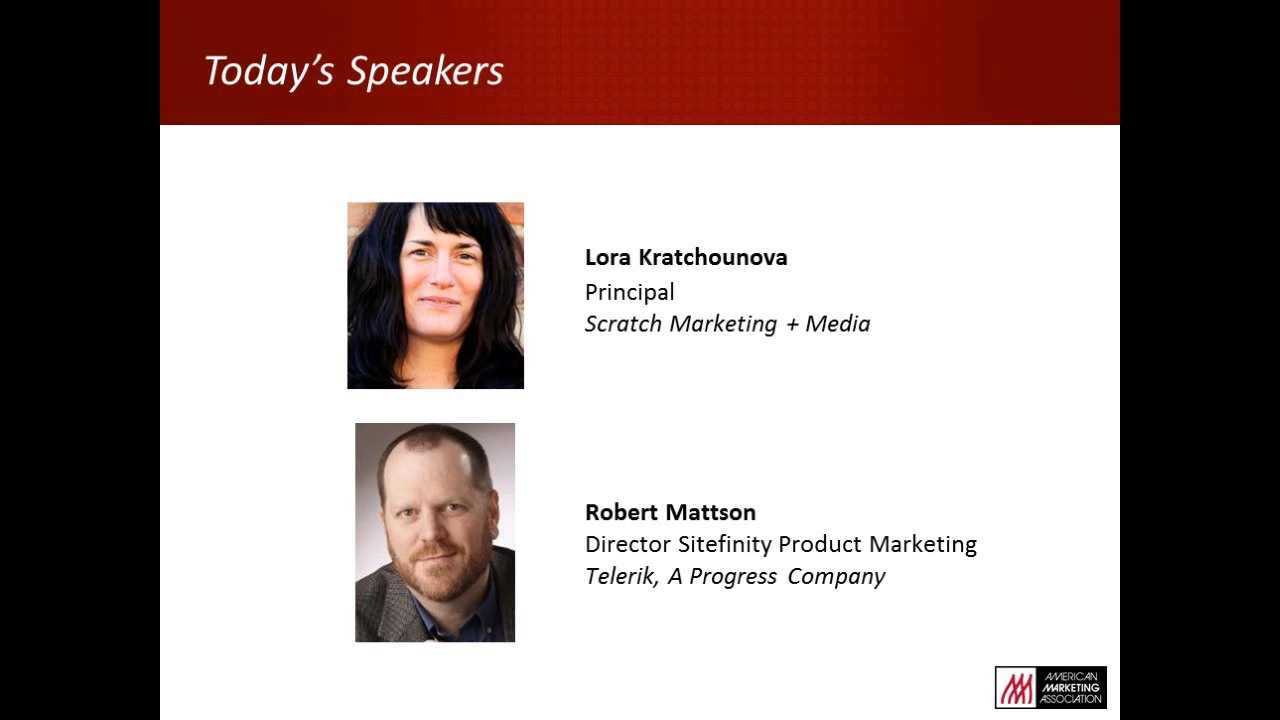 Today’s Speakers
Lora Kratchounova
Principal
Scratch Marketing + Media
Robert Mattson
Director Sitefinity Product Marketing
Telerik, A Progress Company
AMERICAN
MARKETING
ASSOCIATION